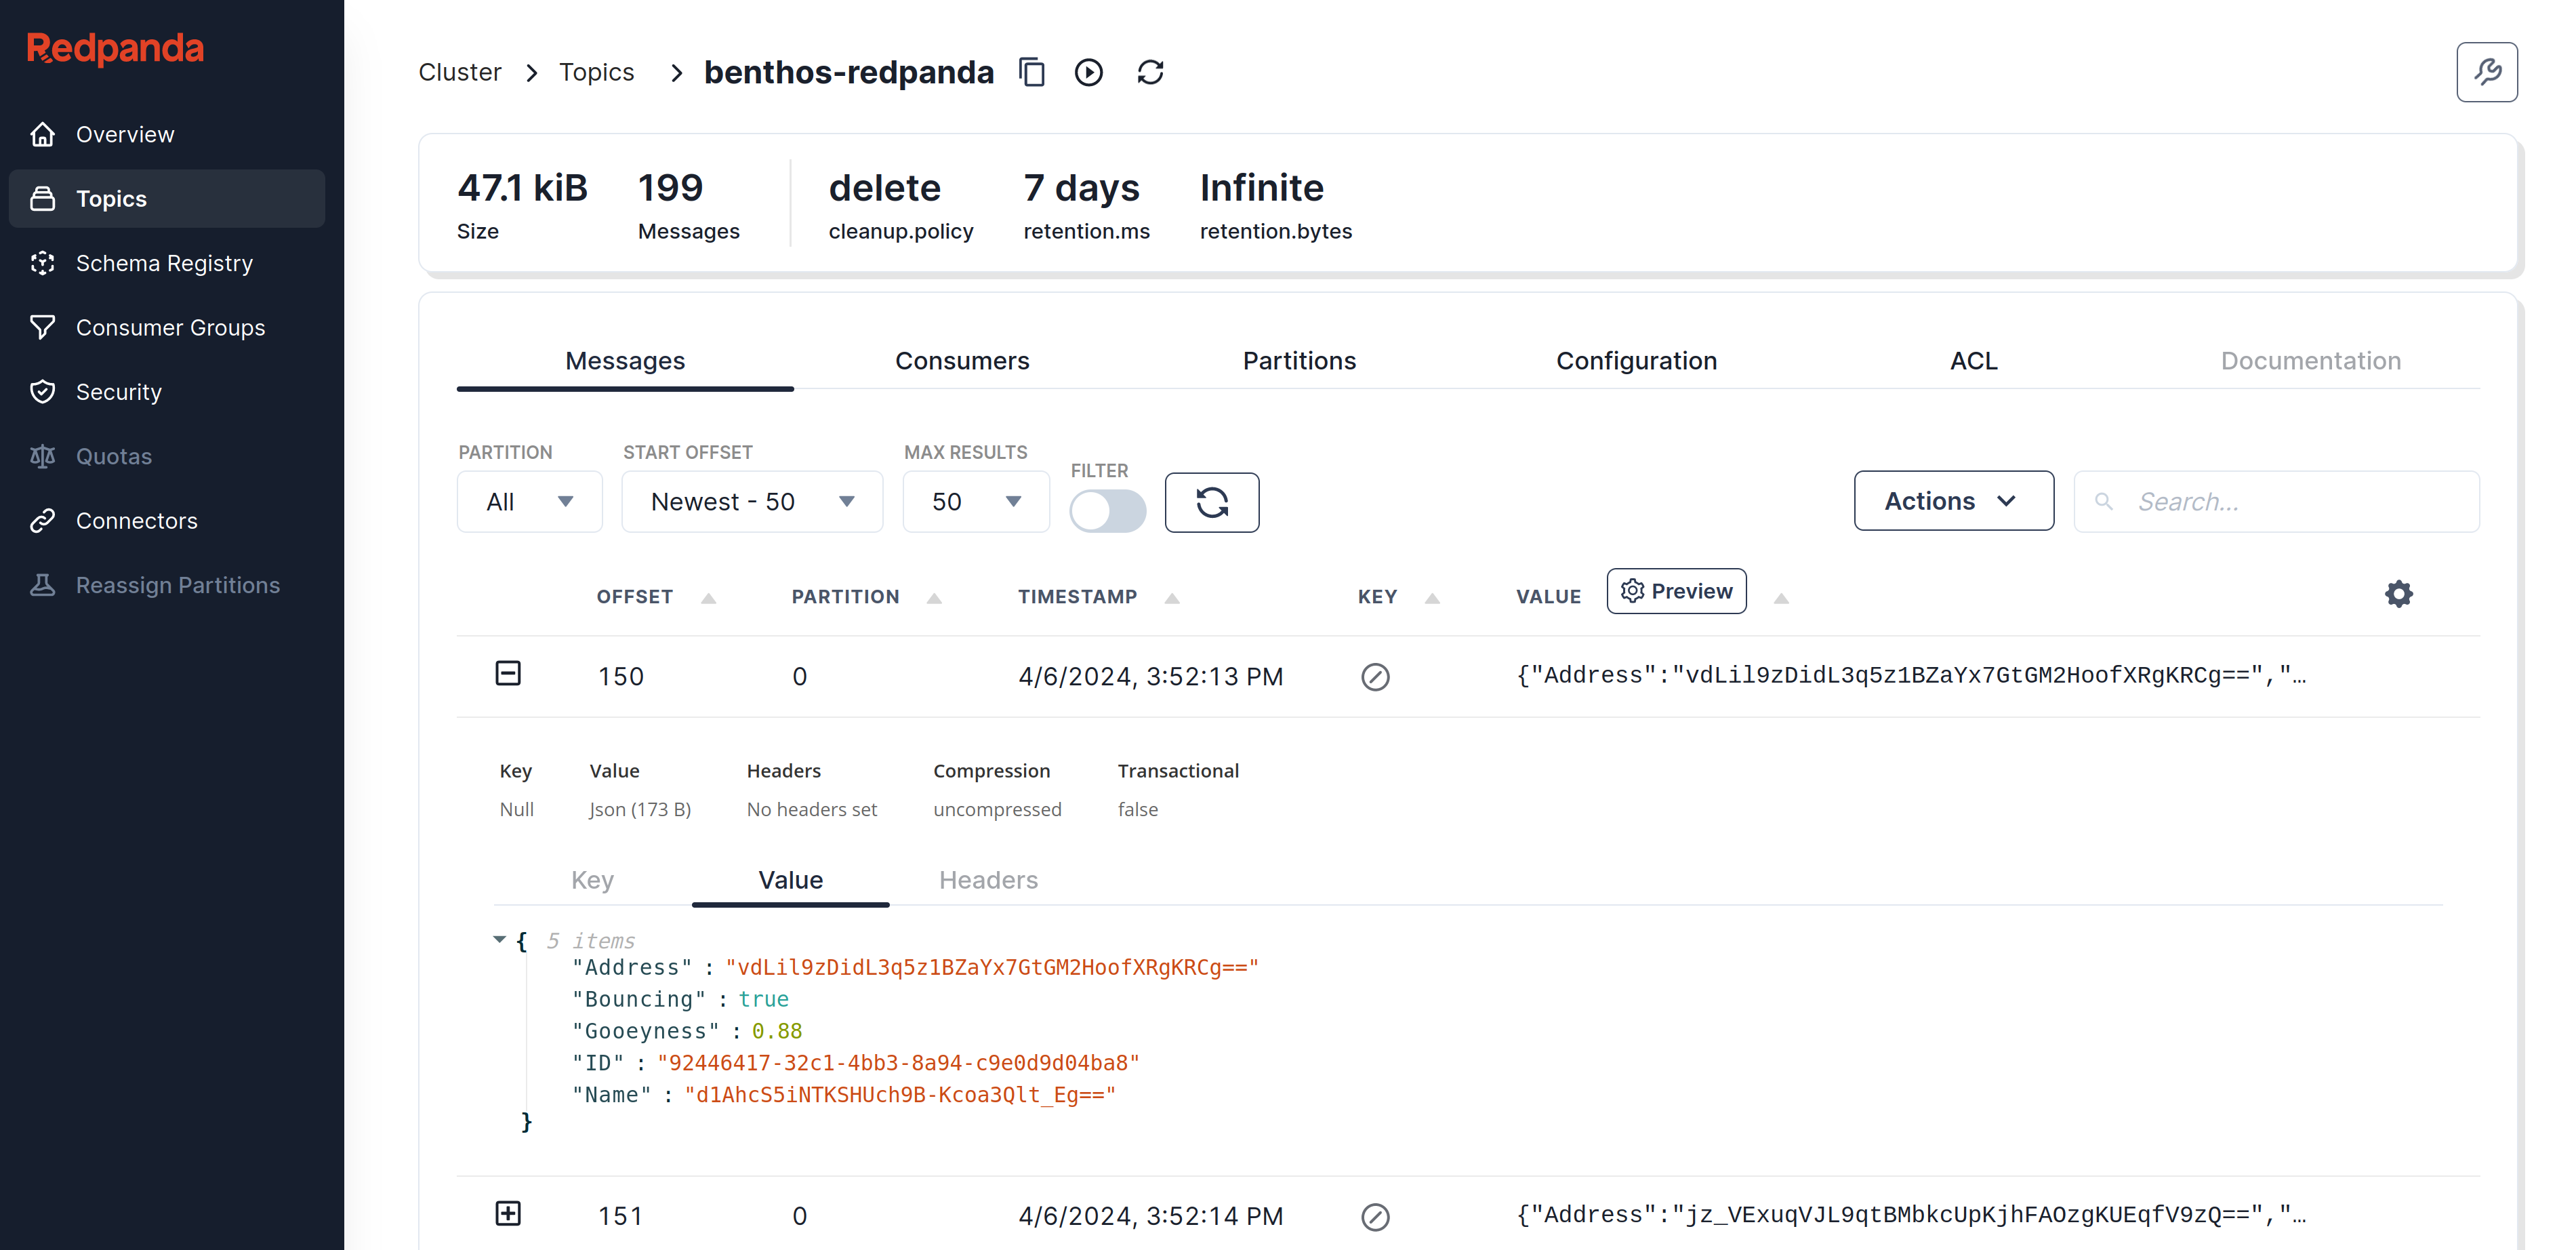 Redpanda
Overview
Topics
Schema Registry
Consumer Groups
Security
Quotas
Connectors
Reassign Partitions
Cluster > Topics > benthos-redpanda
47.1 kiB 199 delete 7 days Infinite
Size Messages cleanup.policy retention.ms retention.bytes
Messages Consumers Partitions Configuration ACL Documentation
PARTITION START OFFSET MAX RESULTS FILTER
All Newest - 50 50 Actions Search...
OFFSET PARTITION TIMESTAMP KEY VALUE Preview
150 0 4/6/2024, 3:52:13 PM {"Address":"vdLil9zDidL3q5z1BZaYx7GtGM2HoofXRgKRCg==","…
Key Value Headers Compression Transactional
Null Json (173 B) No headers set uncompressed false
Key Value Headers
{ 5 items
"Address" : "vdLil9zDidL3q5z1BZaYx7GtGM2HoofXRgKRCg=="
"Bouncing" : true
"Gooeyness" : 0.88
"ID" : "92446417-32c1-4bb3-8a94-c9e0d9d04ba8"
"Name" : "d1AhcS5iNTKSHUch9B-Kcoa3Qlt_Eg=="
}
151 0 4/6/2024, 3:52:14 PM {"Address":"jz_VExuqVJL9qtBMbkcUpKjhFAOzgKUEqfV9zQ==","…